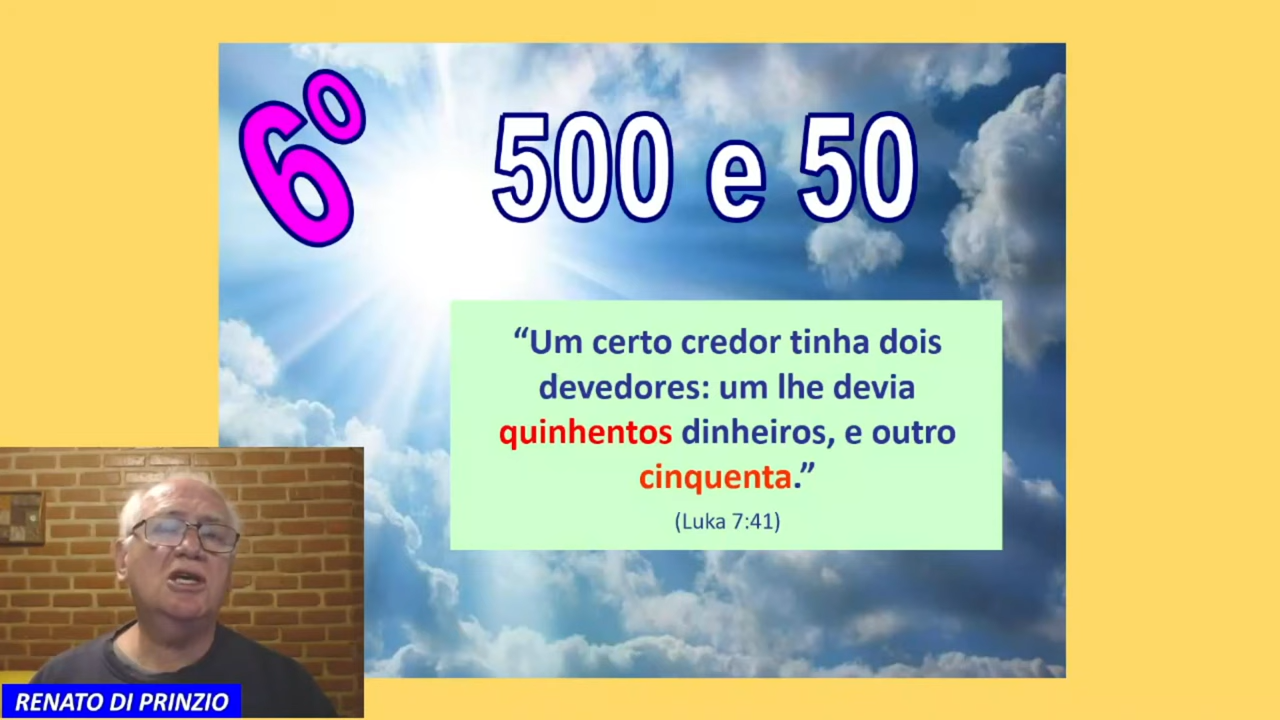 6º
500 e 50
“Um certo credor tinha dois
devedores: um lhe devia
quinhentos dinheiros, e outro
cinquenta.”
(Luka 7:41)
RENATO DI PRINZIO